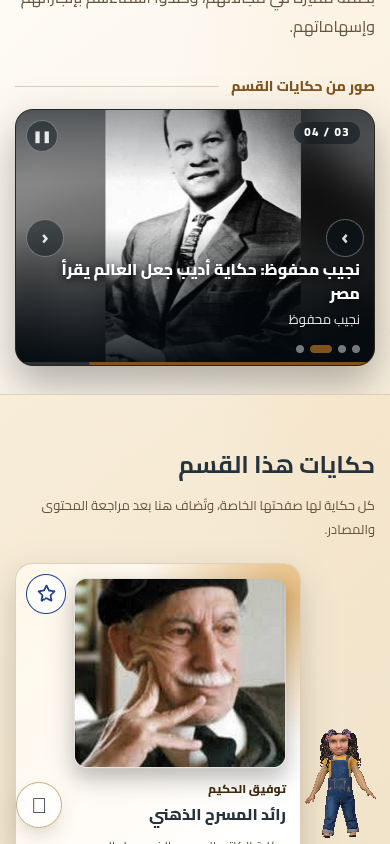 وإسهاماتهم.
صور من حكايات القسم
04 / 03
نجيب محفوظ: حكاية أديب جعل العالم يقرأ
مصر
نجيب محفوظ
حكايات هذا القسم
كل حكاية لها صفحتها الخاصة، وتُضاف هنا بعد مراجعة المحتوى
والمصادر.
توفيق الحكيم
رائد المسرح الذهني